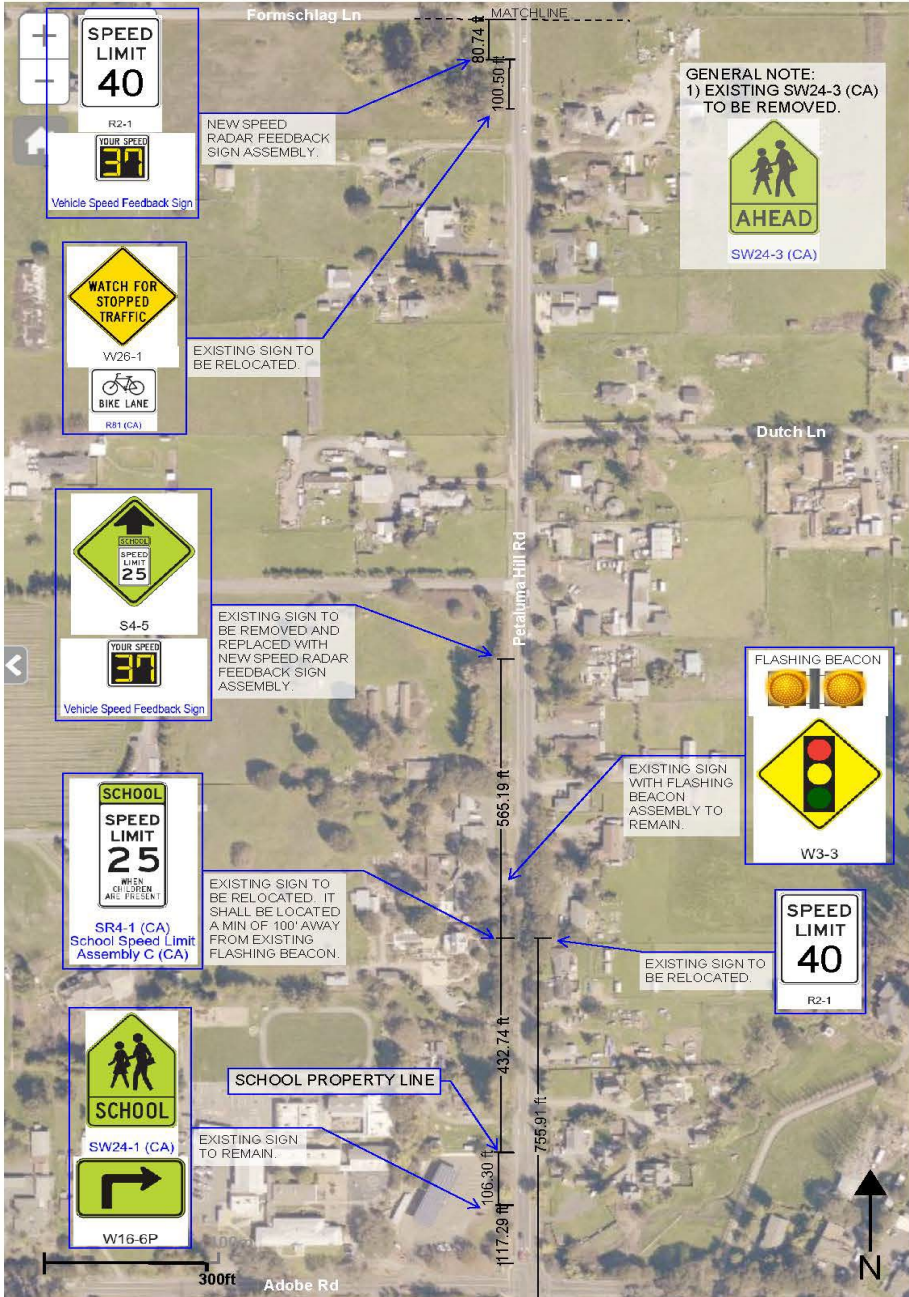 Formschlag Ln
MATCHLINE
80.74 ft
100.50 ft
SPEED
LIMIT
40
R2-1
YOUR SPEED
37
Vehicle Speed Feedback Sign
NEW SPEED
RADAR FEEDBACK
SIGN ASSEMBLY.
GENERAL NOTE:
1) EXISTING SW24-3 (CA)
TO BE REMOVED.
AHEAD
SW24-3 (CA)
WATCH FOR
STOPPED
TRAFFIC
W26-1
BIKE LANE
R81 (CA)
EXISTING SIGN TO
BE RELOCATED.
Dutch Ln
Petaluma Hill Rd
SCHOOL
SPEED
LIMIT
25
S4-5
YOUR SPEED
37
Vehicle Speed Feedback Sign
EXISTING SIGN TO
BE REMOVED AND
REPLACED WITH
NEW SPEED RADAR
FEEDBACK SIGN
ASSEMBLY.
565.19 ft
FLASHING BEACON
W3-3
EXISTING SIGN
WITH FLASHING
BEACON
ASSEMBLY TO
REMAIN.
SCHOOL
SPEED
LIMIT
25
WHEN
CHILDREN
ARE PRESENT
SR4-1 (CA)
School Speed Limit
Assembly C (CA)
EXISTING SIGN TO
BE RELOCATED. IT
SHALL BE LOCATED
A MIN OF 100' AWAY
FROM EXISTING
FLASHING BEACON.
SPEED
LIMIT
40
R2-1
EXISTING SIGN TO
BE RELOCATED.
432.74 ft
755.91 ft
SCHOOL PROPERTY LINE
SCHOOL
SW24-1 (CA)
W16-6P
EXISTING SIGN
TO REMAIN.
106.30 ft
117.29 ft
100m
300ft
Adobe Rd
N